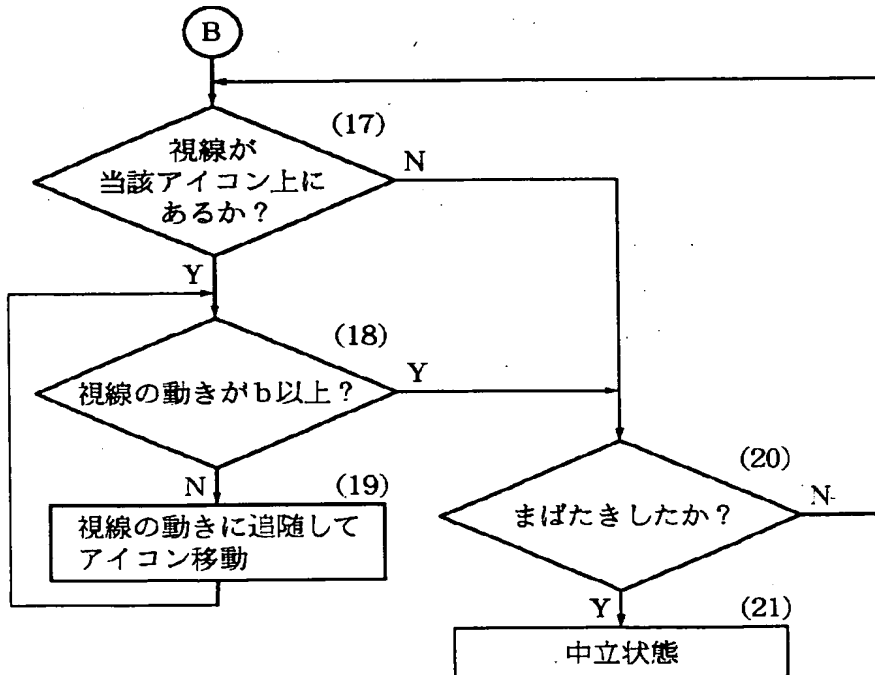 B
(17)
視線が
当該アイコン上に
あるか？
N
Y
(18)
視線の動きがb以上？
Y
N
(19)
視線の動きに追随して
アイコン移動
(20)
まばたきしたか？
N
Y
(21)
中立状態